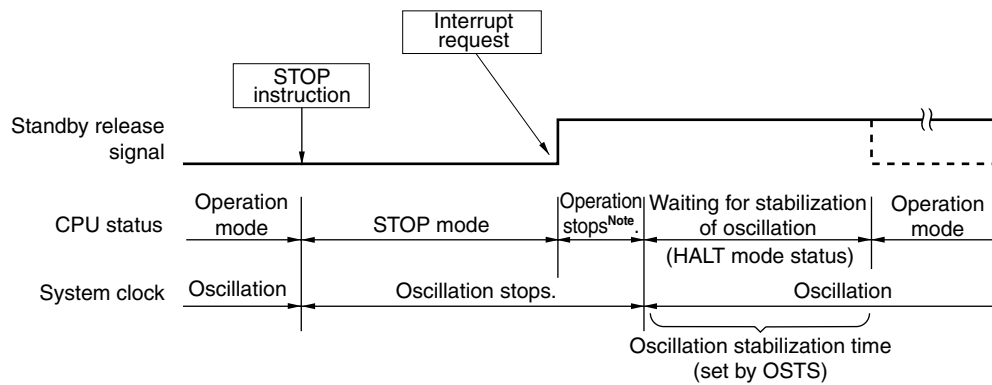 Interrupt
request
STOP
instruction
Standby release
signal
CPU status
Operation
mode
STOP mode
Operation
stopsNote.
Waiting for stabilization
of oscillation
(HALT mode status)
Operation
mode
System clock
Oscillation
Oscillation stops.
Oscillation
Oscillation stabilization time
(set by OSTS)